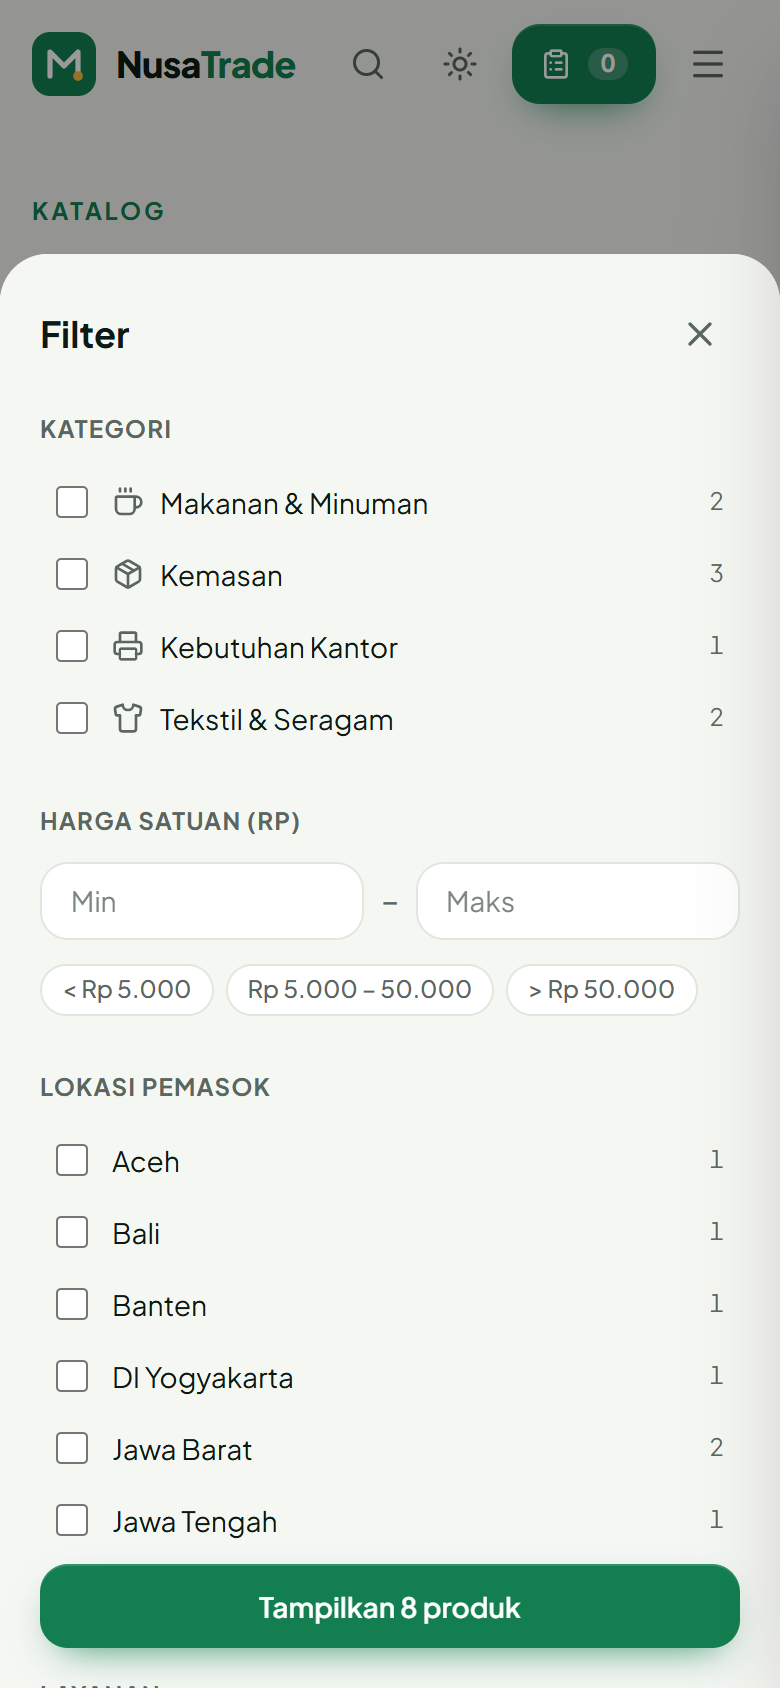 NusaTrade
0
KATALOG
Filter
KATEGORI
Makanan & Minuman 2
Kemasan 3
Kebutuhan Kantor 1
Tekstil & Seragam 2
HARGA SATUAN (RP)
Min – Maks
< Rp 5.000 Rp 5.000 – 50.000 > Rp 50.000
LOKASI PEMASOK
Aceh 1
Bali 1
Banten 1
DI Yogyakarta 1
Jawa Barat 2
Jawa Tengah 1
Tampilkan 8 produk